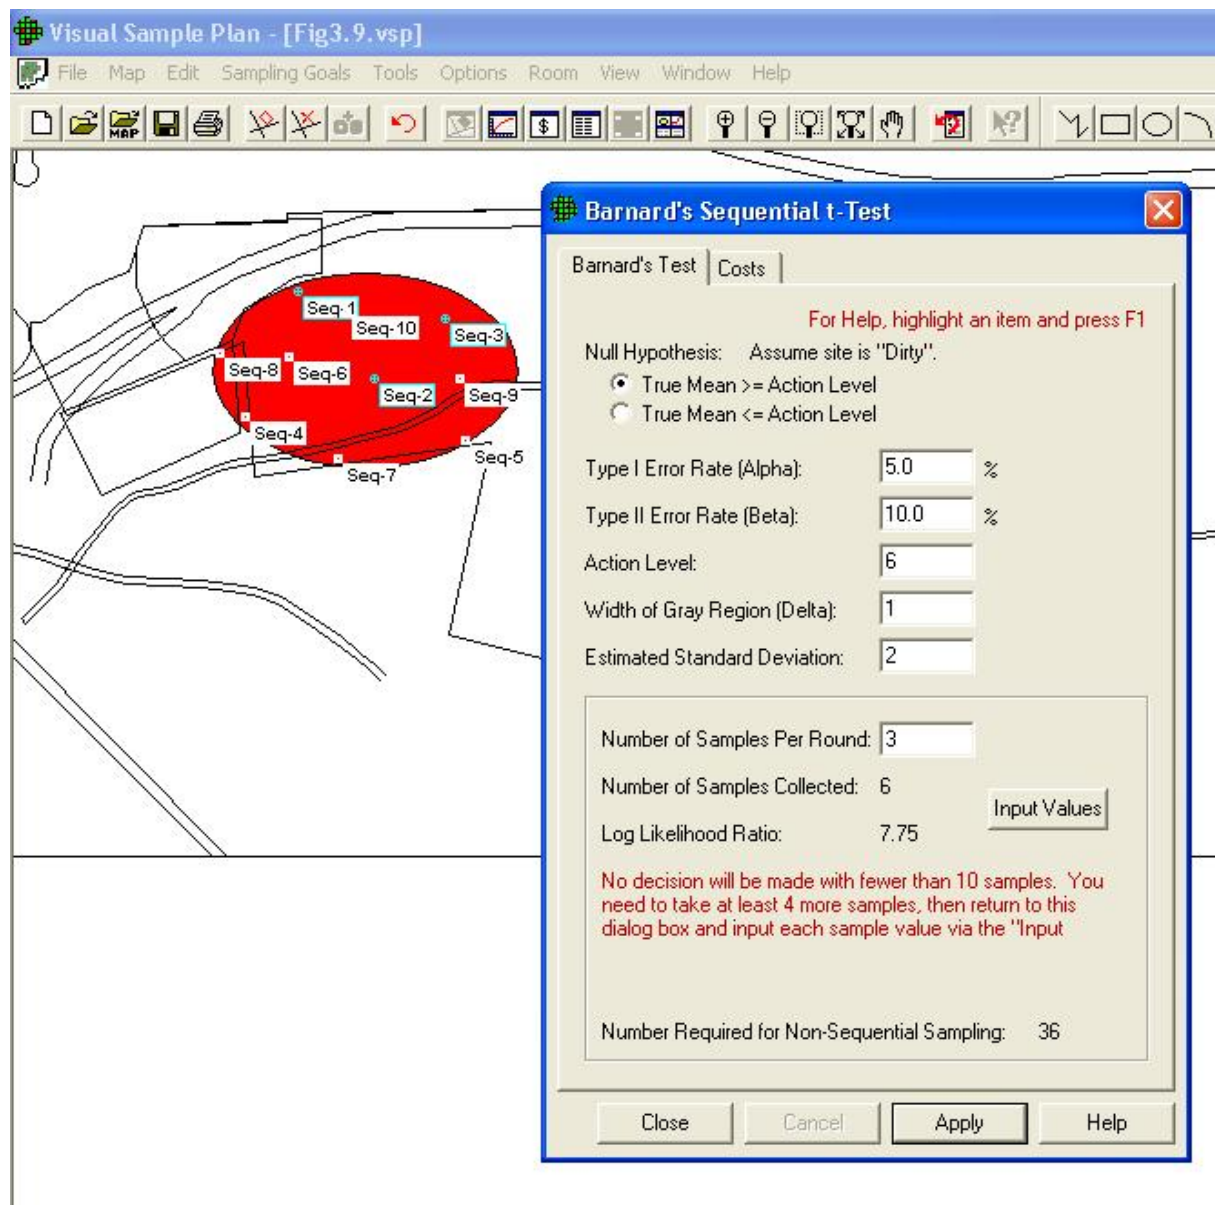 Visual Sample Plan - [Fig3.9.vsp]
File Map Edit Sampling Goals Tools Options Room View Window Help
MAP
$
Barnard's Sequential t-Test
Barnard's Test Costs
For Help, highlight an item and press F1
Null Hypothesis: Assume site is "Dirty".
True Mean >= Action Level
True Mean <= Action Level
Type I Error Rate (Alpha): 5.0 %
Type II Error Rate (Beta): 10.0 %
Action Level: 6
Width of Gray Region (Delta): 1
Estimated Standard Deviation: 2
Number of Samples Per Round: 3
Number of Samples Collected: 6
Input Values
Log Likelihood Ratio: 7.75
No decision will be made with fewer than 10 samples. You
need to take at least 4 more samples, then return to this
dialog box and input each sample value via the "Input
Number Required for Non-Sequential Sampling: 36
Close Cancel Apply Help
Seq-1
Seq-10
Seq-3
Seq-8
Seq-6
Seq-2
Seq-9
Seq-4
Seq-5
Seq-7